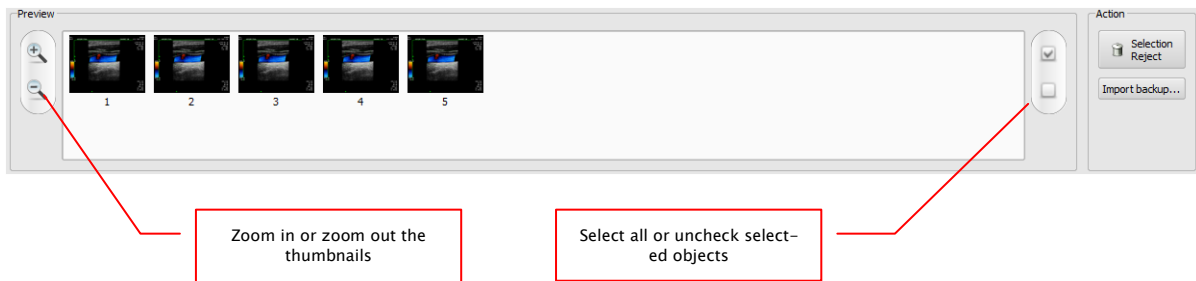 Preview
Action
Selection
Reject
Import backup...
1 2 3 4 5
Zoom in or zoom out the
thumbnails
Select all or uncheck select-
ed objects